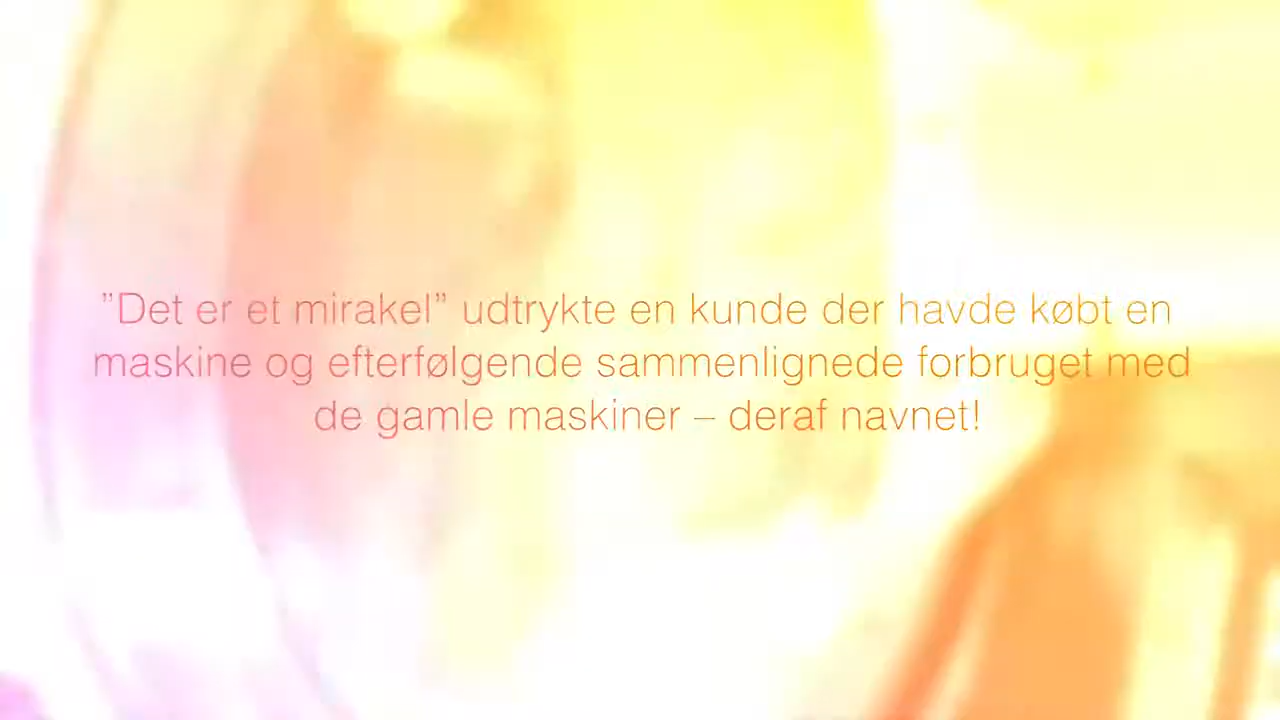 ”Det er et mirakel” udtrykte en kunde der havde købt en
maskine og efterfølgende sammenlignede forbruget med
de gamle maskiner – deraf navnet!